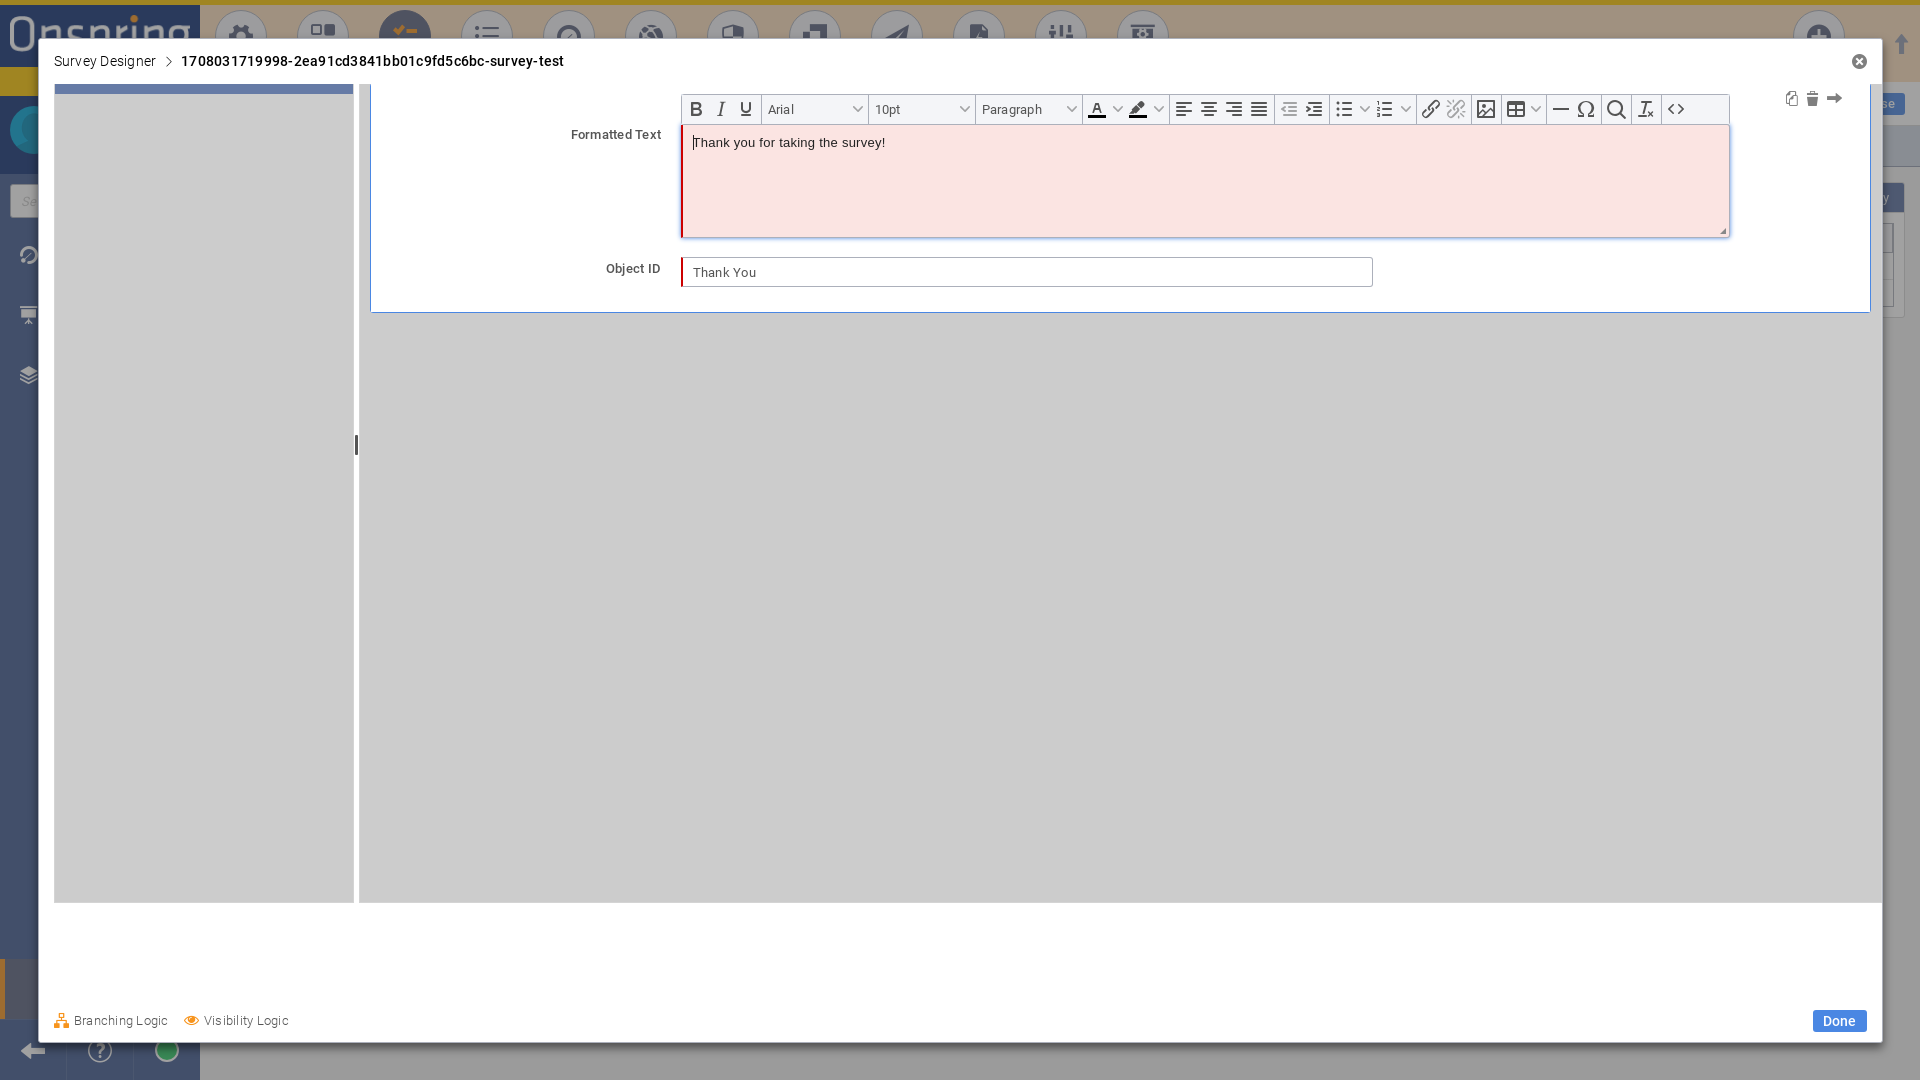 Onspring
Survey Designer > 1708031719998-2ea91cd3841bb01c9fd5c6bc-survey-test
B I U Arial 10pt Paragraph A
Formatted Text
Thank you for taking the survey!
Object ID
Thank You
Branching Logic
Visibility Logic
Done